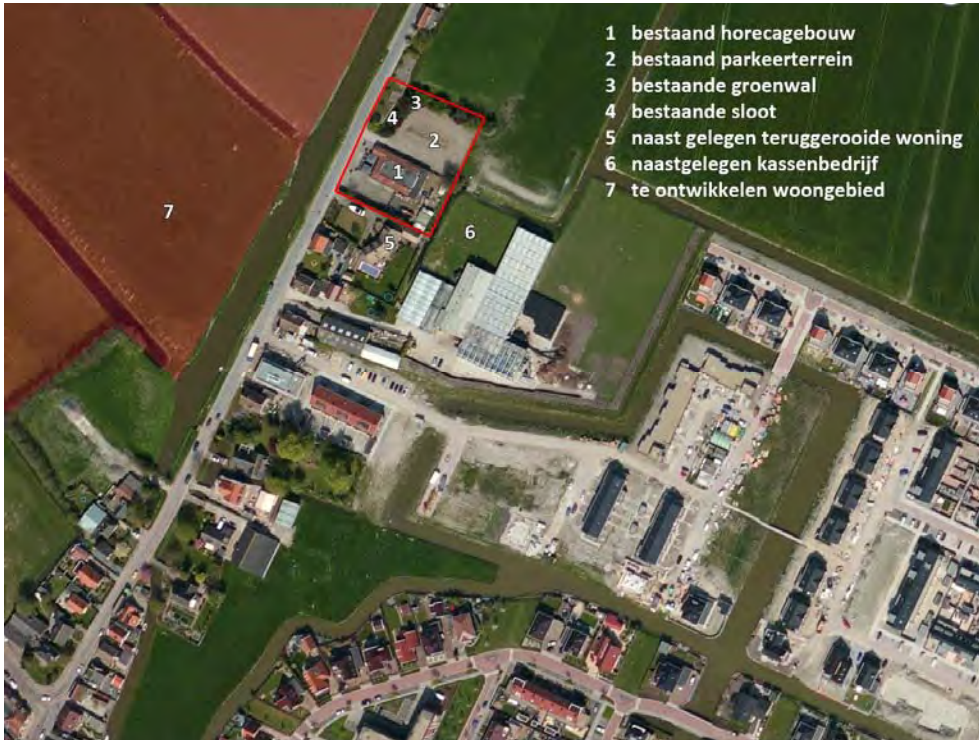 1 bestaand horecagebouw
2 bestaand parkeerterrein
3 bestaande groenwal
4 bestaande sloot
5 naast gelegen teruggerooide woning
6 naastgelegen kassenbedrijf
7 te ontwikkelen woongebied
3
4
2
1
7
5
6